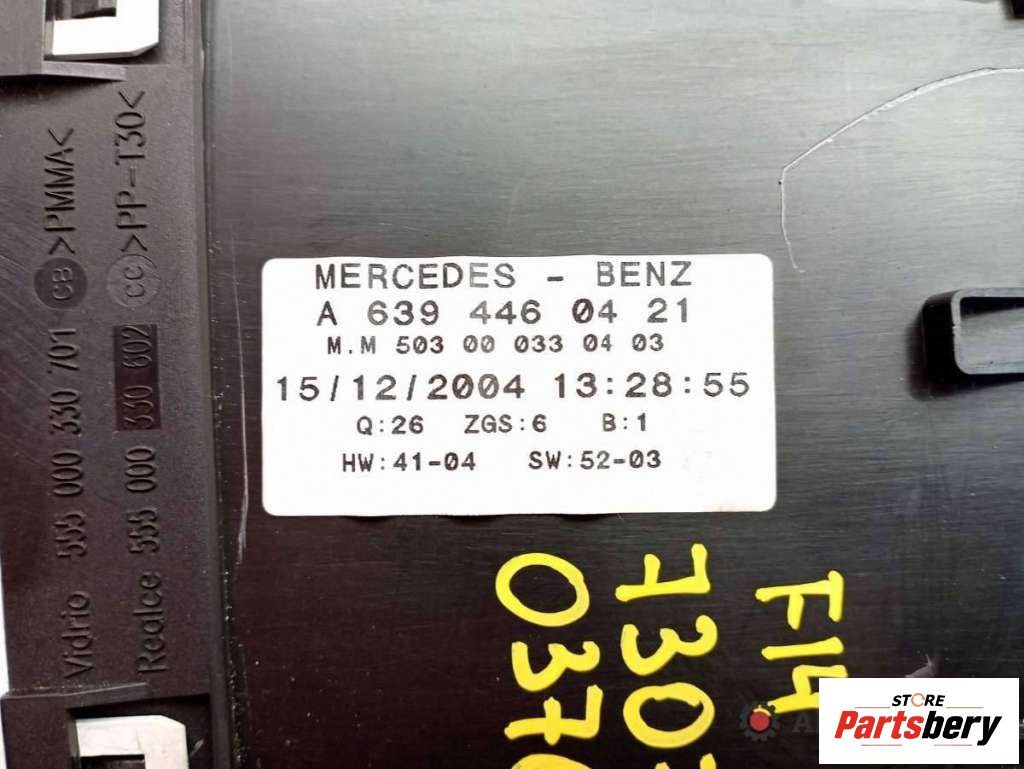 MERCEDES - BENZ
A 639 446 04 21
M.M 503 00 033 04 03
15/12/2004 13:28:55
Q:26 ZGS:6 B:1
HW:41-04 SW:52-03
Vidrio 555 000 330 701 CB >PMMA<
Realce 555 000 330 602 CC >PP-T30<
F14
STORE
Partsbery